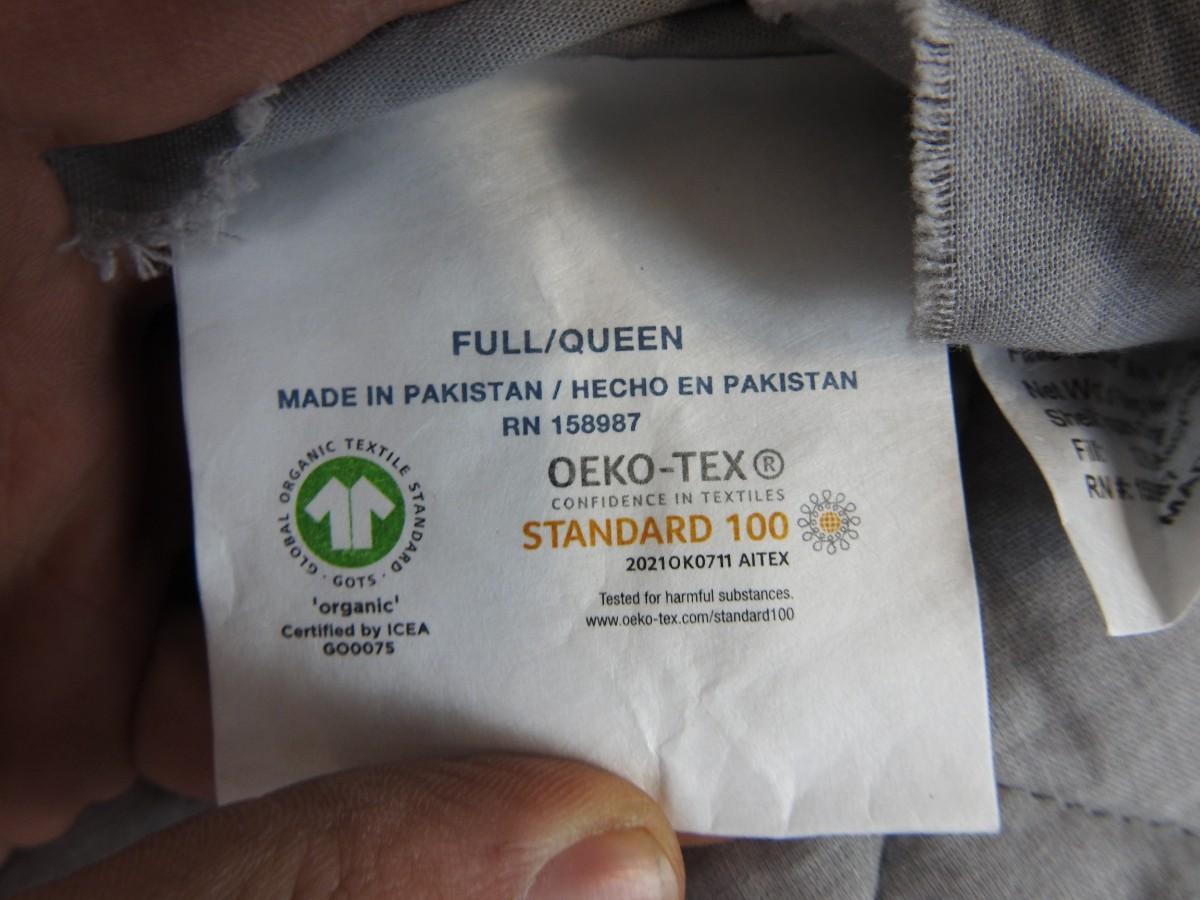 FULL/QUEEN
MADE IN PAKISTAN / HECHO EN PAKISTAN
RN 158987
GLOBAL ORGANIC TEXTILE STANDARD · GOTS ·
'organic'
Certified by ICEA
GO0075
OEKO-TEX®
CONFIDENCE IN TEXTILES
STANDARD 100
2021OK0711 AITEX
Tested for harmful substances.
www.oeko-tex.com/standard100
Net
RN